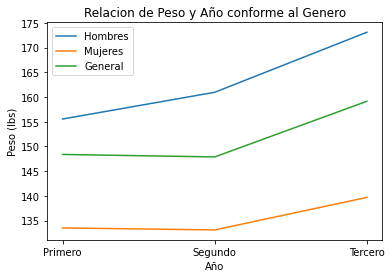 Relacion de Peso y Año conforme al Genero
Hombres
Mujeres
General
175
170
165
160
155
150
145
140
135
Peso (lbs)
Primero
Segundo
Tercero
Año